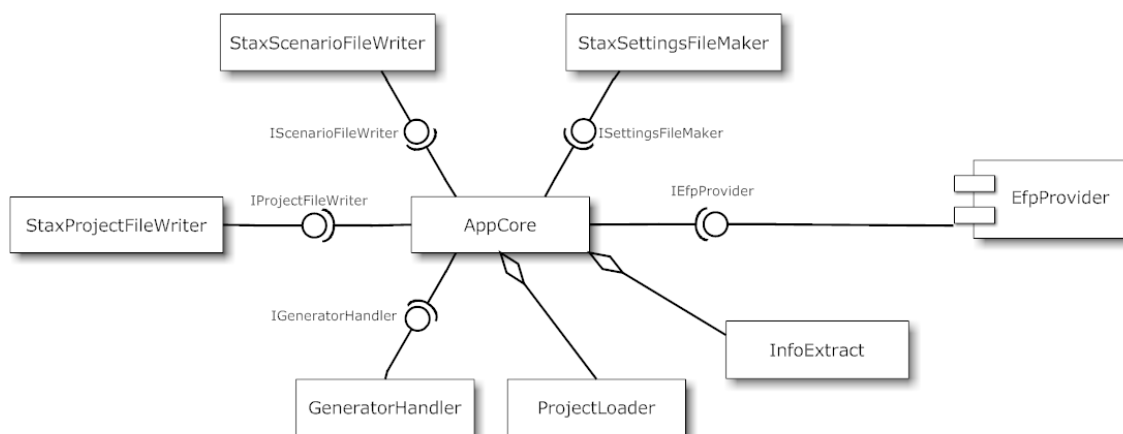 StaxScenarioFileWriter
StaxSettingsFileMaker
IScenarioFileWriter
ISettingsFileMaker
IProjectFileWriter
IEfpProvider
StaxProjectFileWriter
AppCore
EfpProvider
IGeneratorHandler
InfoExtract
GeneratorHandler
ProjectLoader